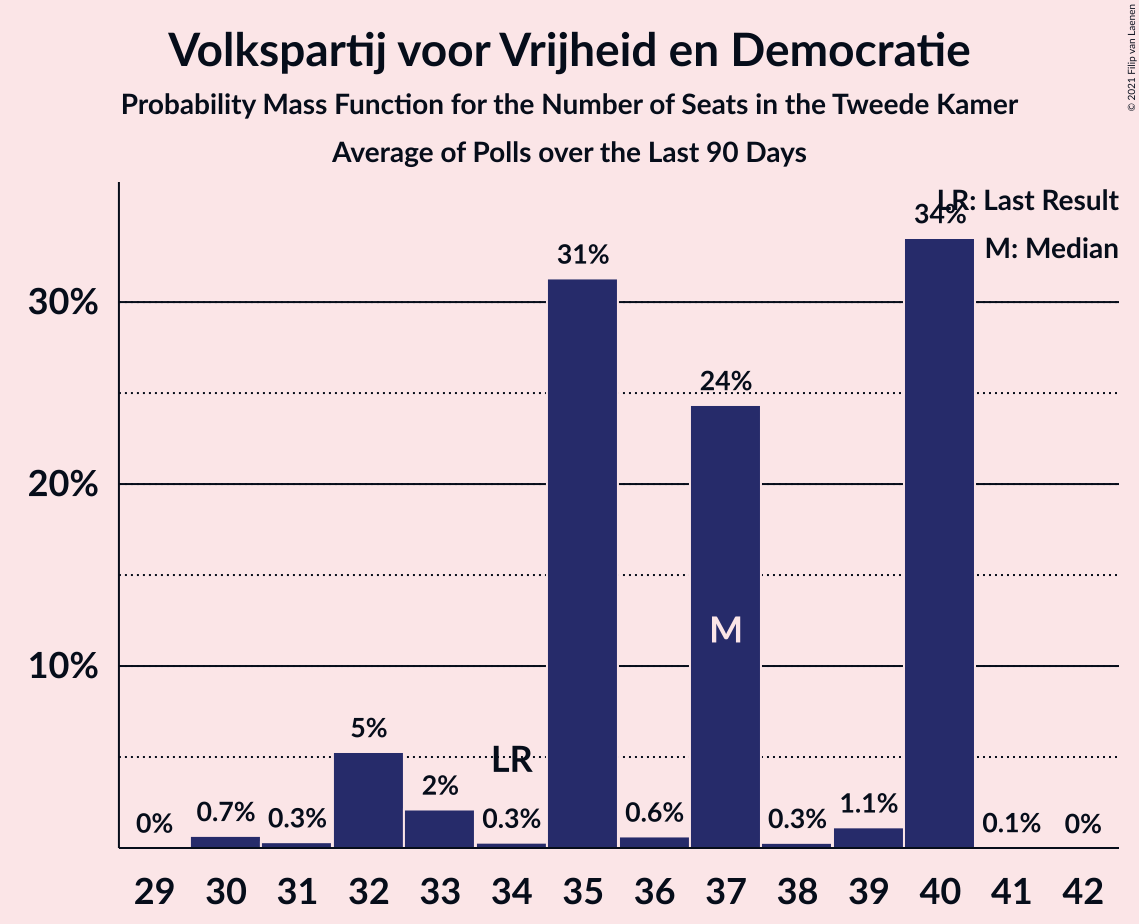 Volkspartij voor Vrijheid en Democratie
Probability Mass Function for the Number of Seats in the Tweede Kamer
Average of Polls over the Last 90 Days
© 2021 Filip van Laenen
LR: Last Result
M: Median
30%
20%
10%
0%
0.7%
0.3%
5%
2%
LR
0.3%
31%
0.6%
24%
M
0.3%
1.1%
34%
0.1%
0%
29 30 31 32 33 34 35 36 37 38 39 40 41 42